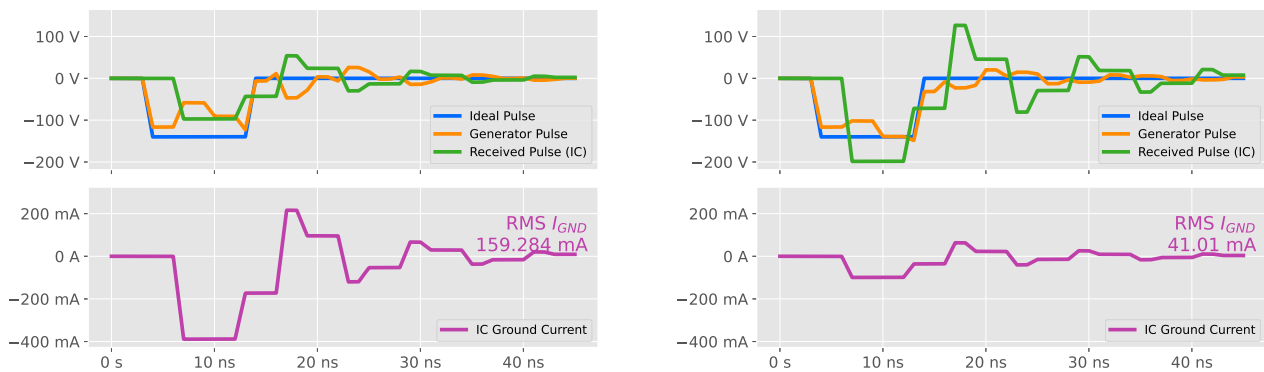 100 V
0 V
−100 V
−200 V
Ideal Pulse
Generator Pulse
Received Pulse (IC)
100 V
0 V
−100 V
−200 V
Ideal Pulse
Generator Pulse
Received Pulse (IC)
200 mA
0 A
−200 mA
−400 mA
RMS I_GND
159.284 mA
IC Ground Current
0 s
10 ns
20 ns
30 ns
40 ns
200 mA
0 A
−200 mA
−400 mA
RMS I_GND
41.01 mA
IC Ground Current
0 s
10 ns
20 ns
30 ns
40 ns